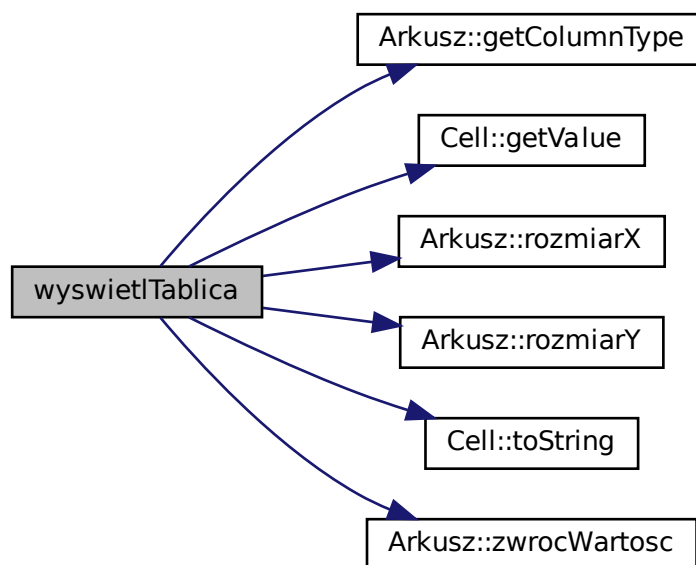 Arkusz::getColumnType
Cell::getValue
Arkusz::rozmiarX
wyswietlTablica
Arkusz::rozmiarY
Cell::toString
Arkusz::zwrocWartosc